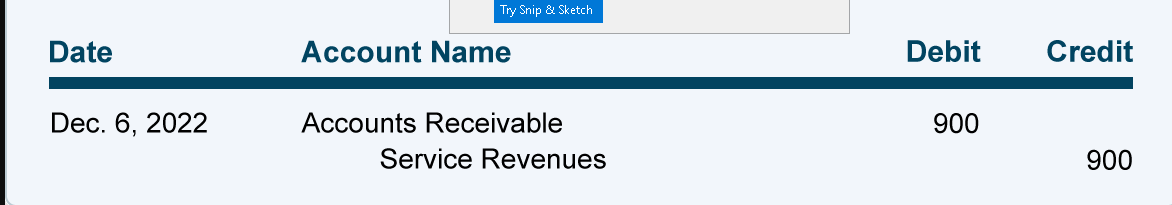 Try Snip & Sketch
Date Account Name Debit Credit
Dec. 6, 2022 Accounts Receivable 900
Service Revenues 900